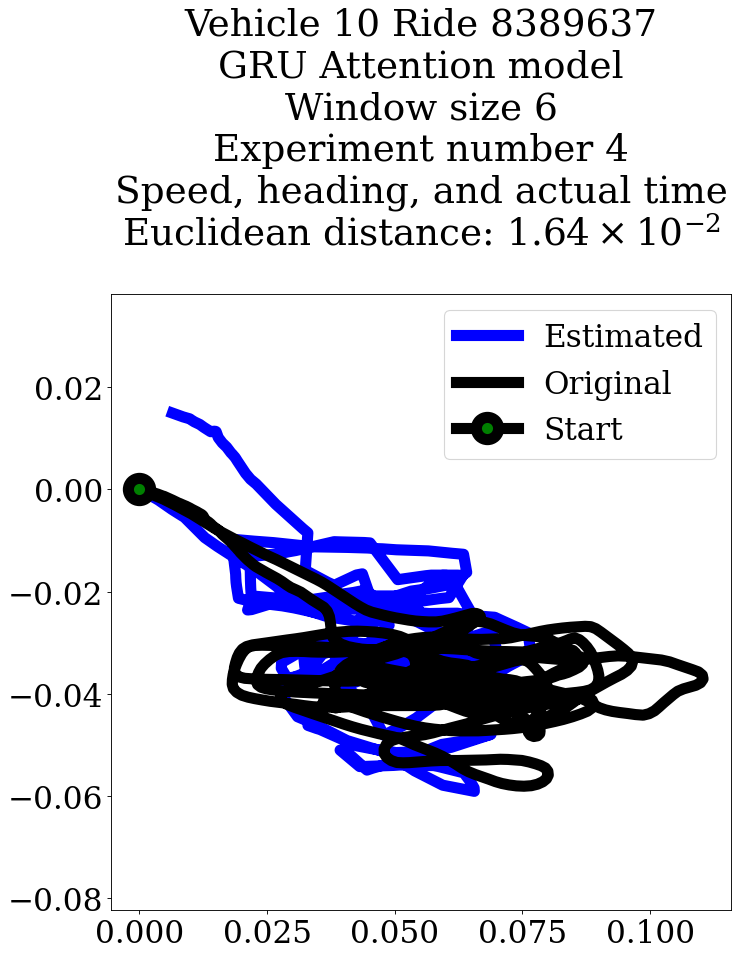 Vehicle 10 Ride 8389637
GRU Attention model
Window size 6
Experiment number 4
Speed, heading, and actual time
Euclidean distance: 1.64 × 10⁻²
Estimated
Original
Start
0.02
0.00
−0.02
−0.04
−0.06
−0.08
0.000 0.025 0.050 0.075 0.100